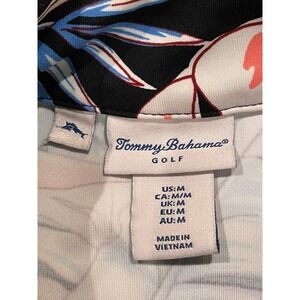 Tommy Bahama®
GOLF
US:M
CA:M/M
UK:M
EU:M
AU:M
MADE IN
VIETNAM